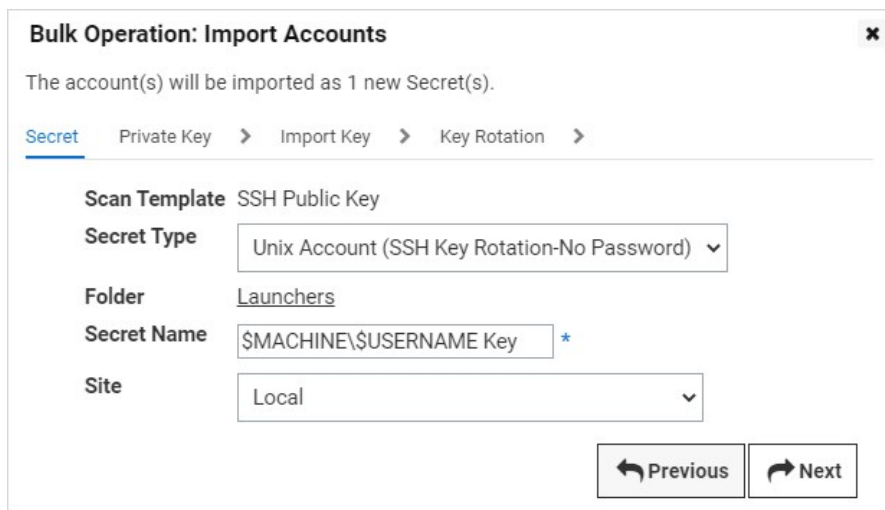 Bulk Operation: Import Accounts
The account(s) will be imported as 1 new Secret(s).
Secret Private Key > Import Key > Key Rotation >
Scan Template SSH Public Key
Secret Type Unix Account (SSH Key Rotation-No Password)
Folder Launchers
Secret Name $MACHINE\$USERNAME Key *
Site Local
Previous Next